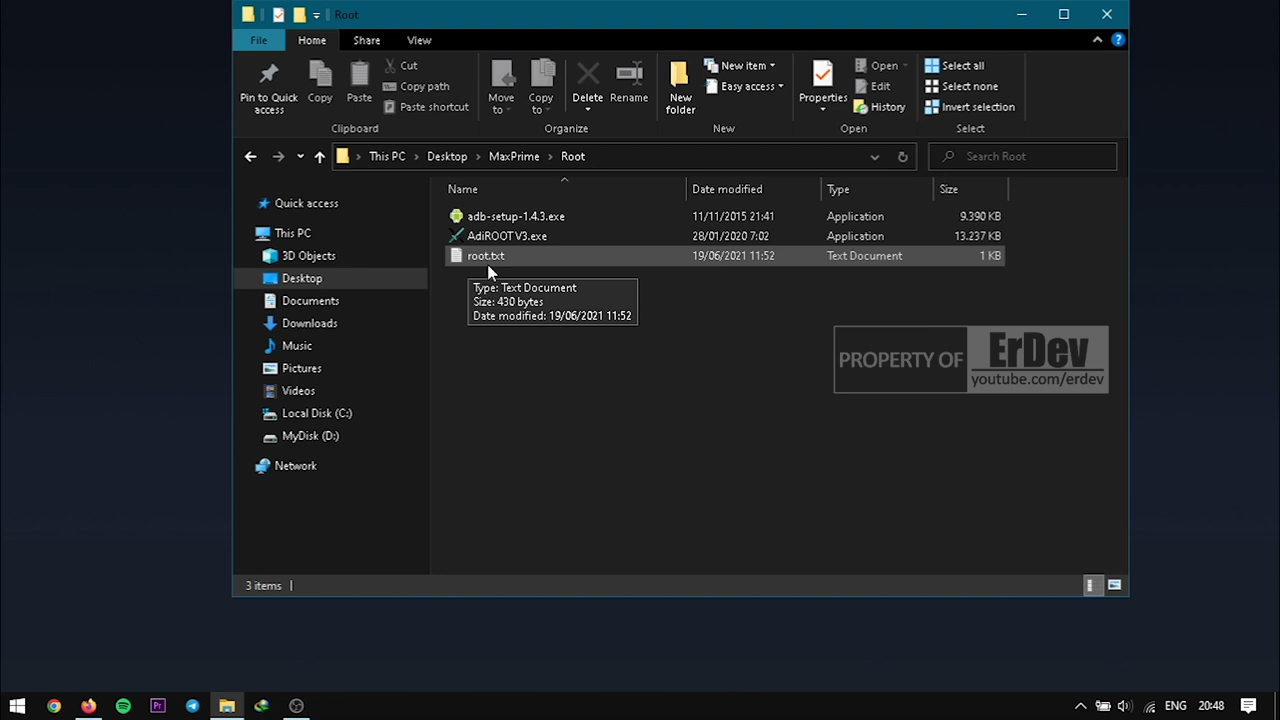 Root
File Home Share View
Pin to Quick access
Copy
Paste
Cut
Copy path
Paste shortcut
Clipboard
Move to
Copy to
Delete
Rename
Organize
New folder
New item
Easy access
New
Properties
Open
Edit
History
Open
Select all
Select none
Invert selection
Select
This PC > Desktop > MaxPrime > Root
Search Root
Quick access
This PC
3D Objects
Desktop
Documents
Downloads
Music
Pictures
Videos
Local Disk (C:)
MyDisk (D:)
Network
Name Date modified Type Size
adb-setup-1.4.3.exe 11/11/2015 21:41 Application 9.390 KB
AdiROOTV3.exe 28/01/2020 7:02 Application 13.237 KB
root.txt 19/06/2021 11:52 Text Document 1 KB
Type: Text Document
Size: 430 bytes
Date modified: 19/06/2021 11:52
PROPERTY OF
ErDev
youtube.com/erdev
3 items
ENG 20:48